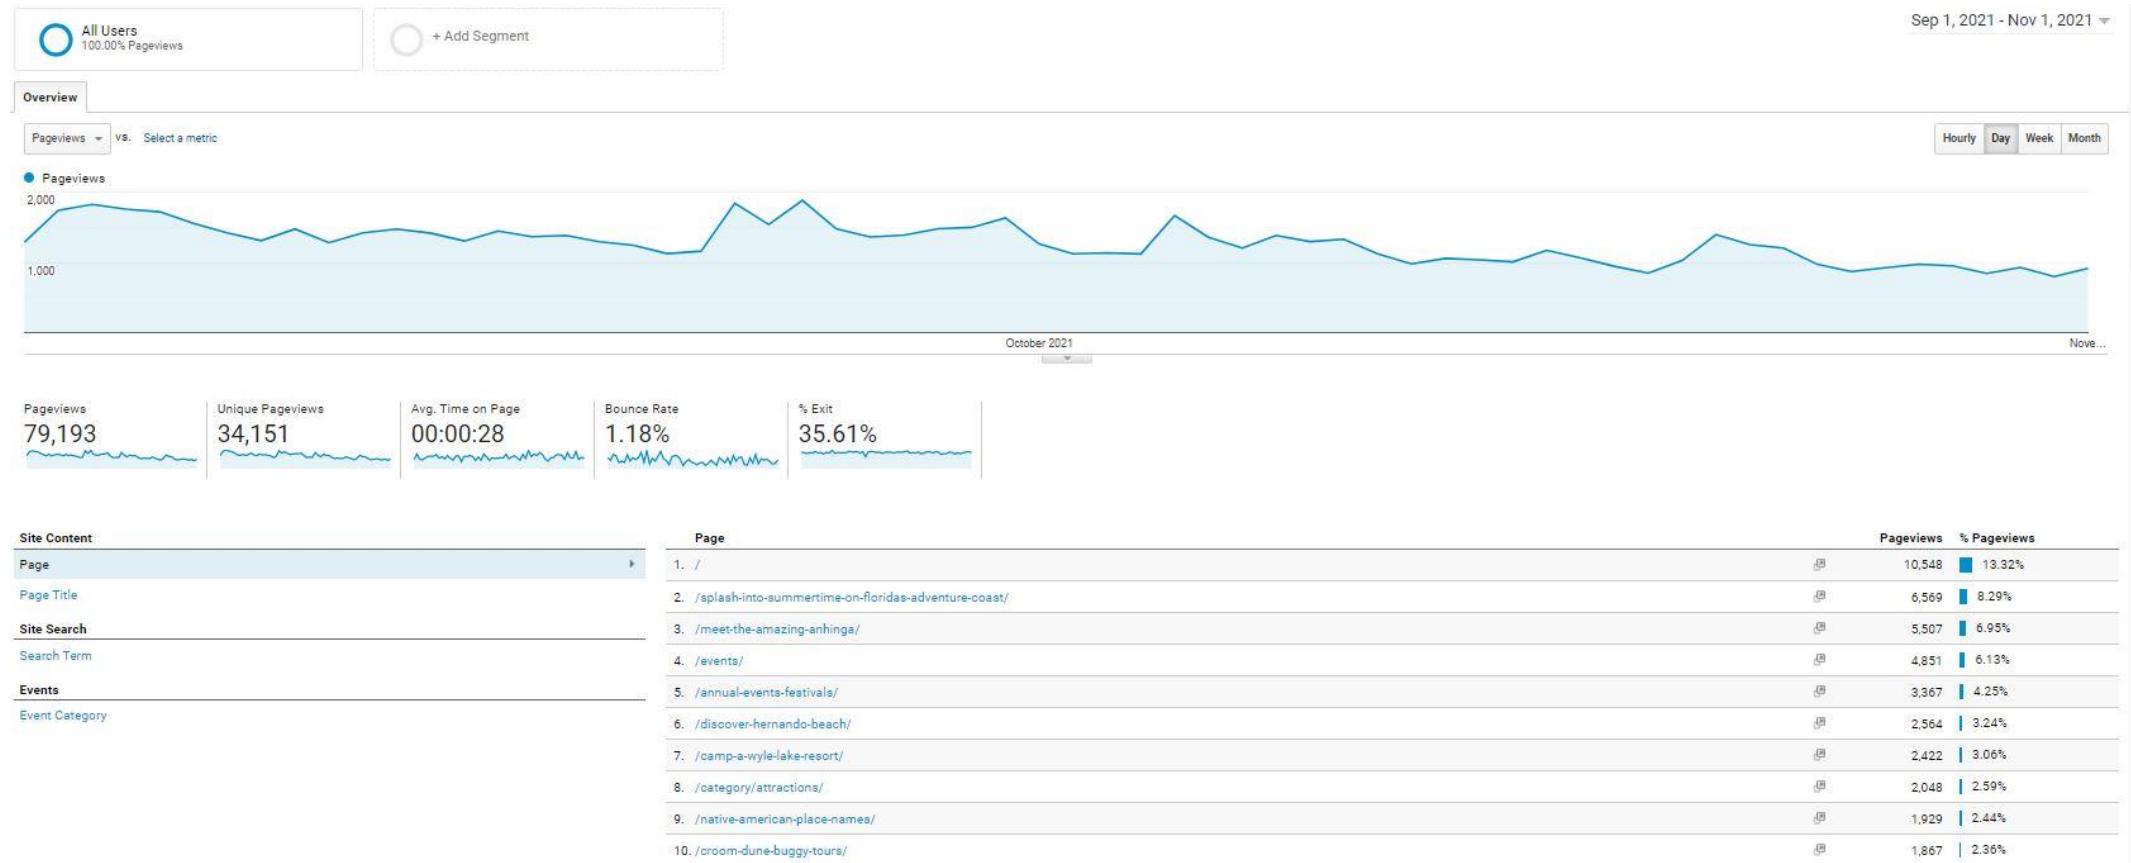 All Users
100.00% Pageviews
+ Add Segment
Sep 1, 2021 - Nov 1, 2021
Overview
Pageviews vs. Select a metric
Hourly Day Week Month
Pageviews
2,000
1,000
October 2021
Nove...
Pageviews
79,193
Unique Pageviews
34,151
Avg. Time on Page
00:00:28
Bounce Rate
1.18%
% Exit
35.61%
Site Content
Page
Page Title
Site Search
Search Term
Events
Event Category
Page Pageviews % Pageviews
1. / 10,548 13.32%
2. /splash-into-summertime-on-floridas-adventure-coast/ 6,569 8.29%
3. /meet-the-amazing-anhinga/ 5,507 6.95%
4. /events/ 4,851 6.13%
5. /annual-events-festivals/ 3,367 4.25%
6. /discover-hernando-beach/ 2,564 3.24%
7. /camp-a-wyle-lake-resort/ 2,422 3.06%
8. /category/attractions/ 2,048 2.59%
9. /native-american-place-names/ 1,929 2.44%
10. /croom-dune-buggy-tours/ 1,867 2.36%